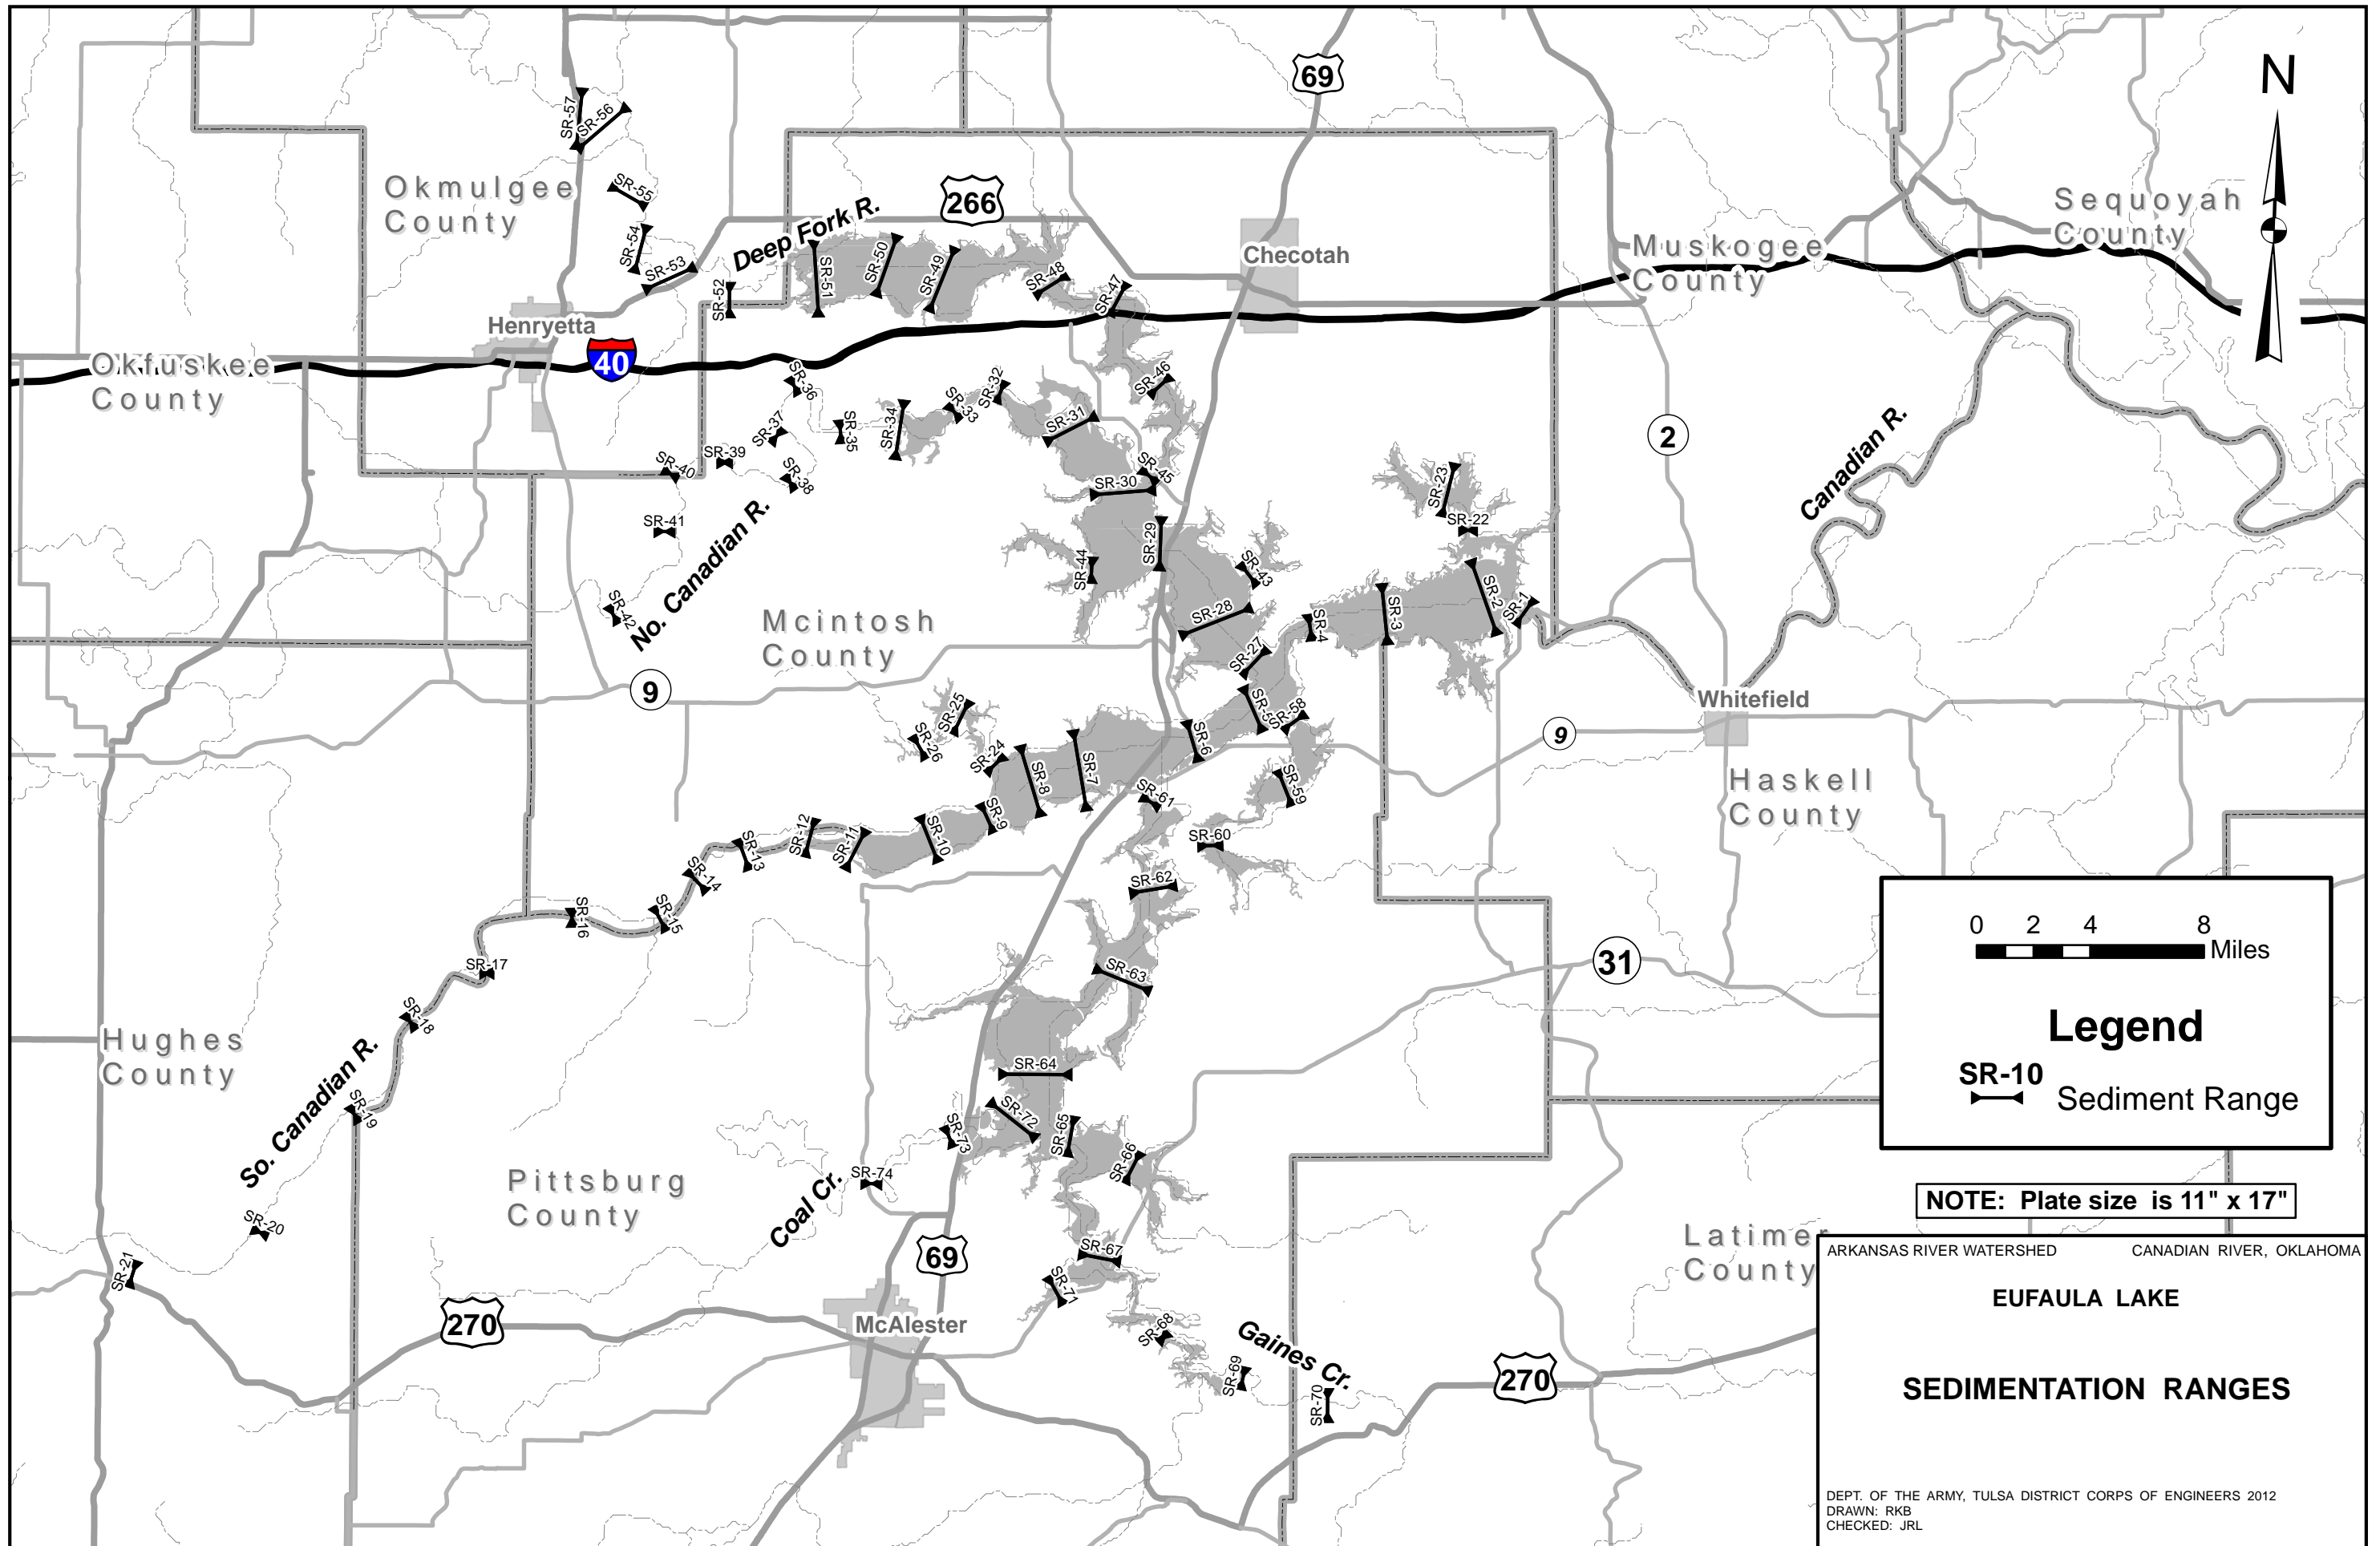 69
N
SR-57
SR-56
Okmulgee
County
SR-55
266
Sequoyah
County
SR-54
Deep Fork R.
SR-53
SR-52
SR-51
SR-50
SR-49
SR-48
SR-47
Checotah
Muskogee
County
Henryetta
40
Okfuskee
County
SR-36
SR-37
SR-35
SR-34
SR-33
SR-32
SR-31
SR-46
2
Canadian R.
SR-40
SR-39
SR-38
SR-30
SR-45
SR-23
SR-22
SR-41
No. Canadian R.
SR-29
SR-44
SR-43
SR-42
Mcintosh
County
SR-28
SR-4
SR-3
SR-2
SR-1
SR-27
9
Whitefield
SR-25
SR-26
SR-24
SR-8
SR-7
SR-6
SR-5
SR-58
9
SR-59
Haskell
County
SR-61
SR-60
SR-9
SR-10
SR-11
SR-12
SR-13
SR-14
SR-15
SR-16
SR-17
SR-62
SR-63
31
0 2 4 8
Miles
Legend
SR-10
Sediment Range
SR-18
Hughes
County
So. Canadian R.
SR-19
SR-64
SR-72
SR-65
SR-73
SR-66
SR-74
Pittsburg
County
Coal Cr.
NOTE: Plate size is 11" x 17"
SR-20
SR-21
69
SR-67
SR-71
Latimer
County
270
McAlester
SR-68
Gaines Cr.
SR-69
SR-70
270
ARKANSAS RIVER WATERSHED CANADIAN RIVER, OKLAHOMA
EUFAULA LAKE
SEDIMENTATION RANGES
DEPT. OF THE ARMY, TULSA DISTRICT CORPS OF ENGINEERS 2012
DRAWN: RKB
CHECKED: JRL